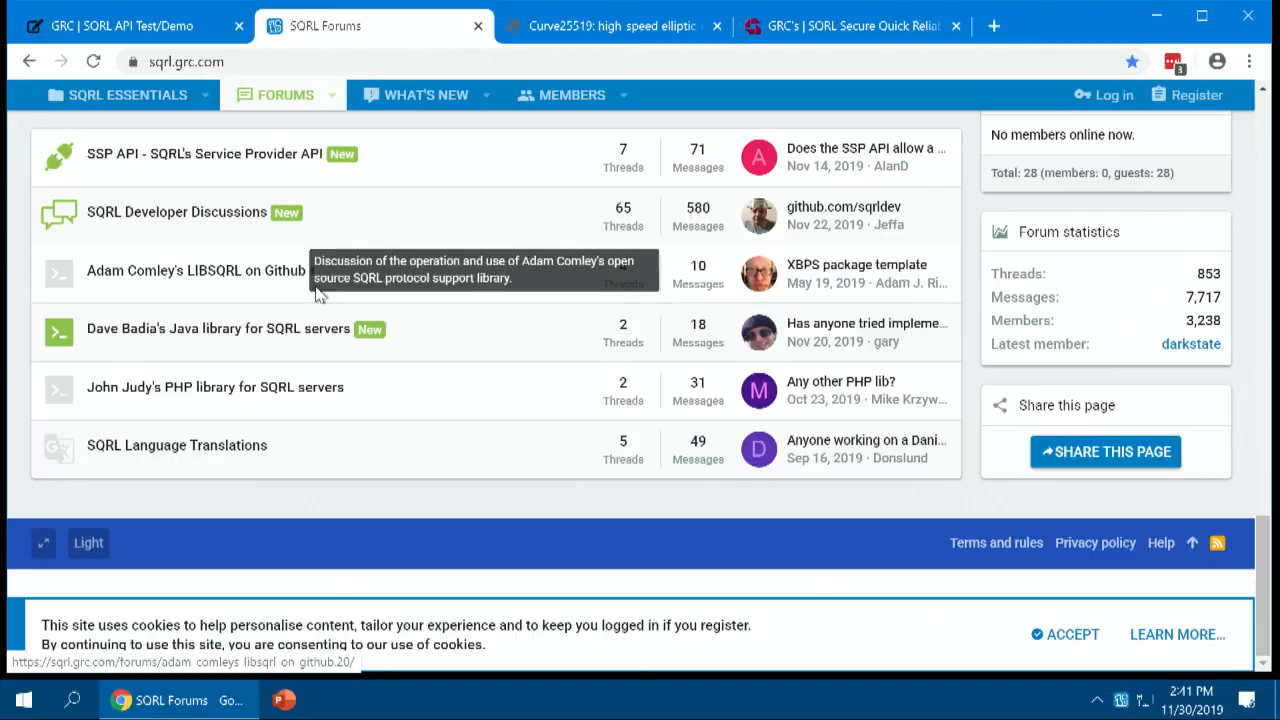 GRC | SQRL API Test/Demo
SQRL Forums
Curve25519: high speed elliptic
GRC's | SQRL Secure Quick Relia
sqrl.grc.com
3
SQRL ESSENTIALS
FORUMS
WHAT'S NEW
MEMBERS
Log in
Register
SSP API - SQRL's Service Provider API New
7
Threads
71
Messages
A
Does the SSP API allow a ...
Nov 14, 2019 · AlanD
SQRL Developer Discussions New
65
Threads
580
Messages
github.com/sqrldev
Nov 22, 2019 · Jeffa
Adam Comley's LIBSQRL on Github
Discussion of the operation and use of Adam Comley's open
source SQRL protocol support library.
4
Threads
10
Messages
XBPS package template
May 19, 2019 · Adam J. Ri...
Dave Badia's Java library for SQRL servers New
2
Threads
18
Messages
Has anyone tried impleme...
Nov 20, 2019 · gary
John Judy's PHP library for SQRL servers
2
Threads
31
Messages
M
Any other PHP lib?
Oct 23, 2019 · Mike Krzyw...
SQRL Language Translations
5
Threads
49
Messages
D
Anyone working on a Dani...
Sep 16, 2019 · Donslund
No members online now.
Total: 28 (members: 0, guests: 28)
Forum statistics
Threads: 853
Messages: 7,717
Members: 3,238
Latest member: darkstate
Share this page
SHARE THIS PAGE
Light
Terms and rules
Privacy policy
Help
This site uses cookies to help personalise content, tailor your experience and to keep you logged in if you register.
By continuing to use this site, you are consenting to our use of cookies.
ACCEPT
LEARN MORE...
https://sqrl.grc.com/forums/adam_comleys_libsqrl_on_github.20/
SQRL Forums Go...
2:41 PM
11/30/2019